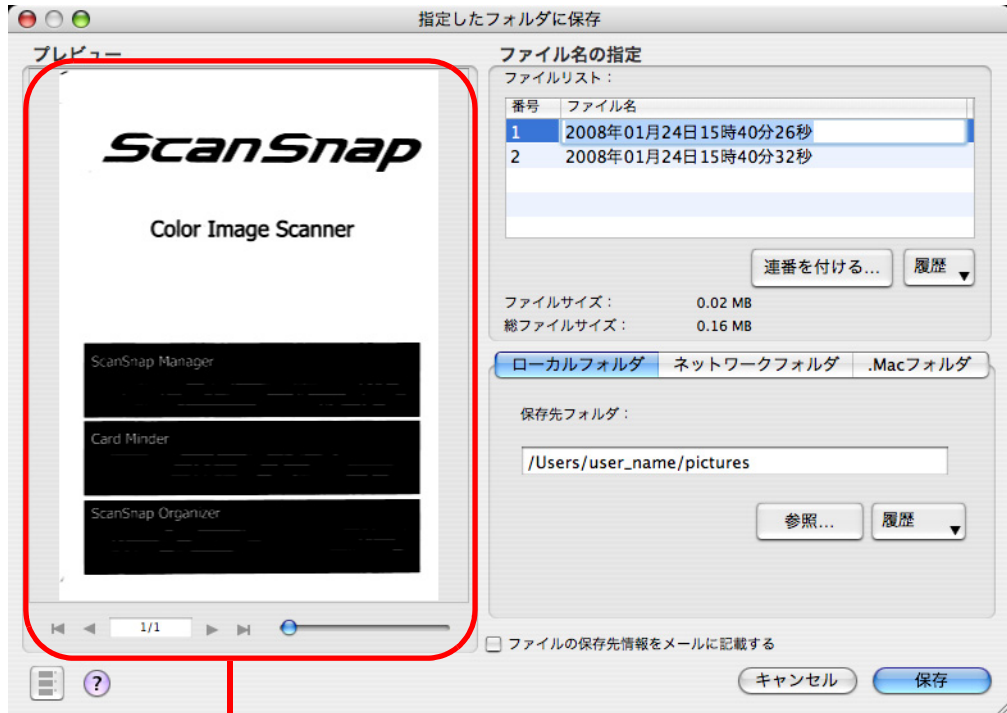 指定したフォルダに保存
プレビュー
ScanSnap
Color Image Scanner
ScanSnap Manager
Card Minder
ScanSnap Organizer
1/1
?
ファイル名の指定
ファイルリスト：
番号 ファイル名
1 2008年01月24日15時40分26秒
2 2008年01月24日15時40分32秒
連番を付ける... 履歴
ファイルサイズ： 0.02 MB
総ファイルサイズ： 0.16 MB
ローカルフォルダ ネットワークフォルダ .Macフォルダ
保存先フォルダ：
/Users/user_name/pictures
参照... 履歴
ファイルの保存先情報をメールに記載する
キャンセル 保存